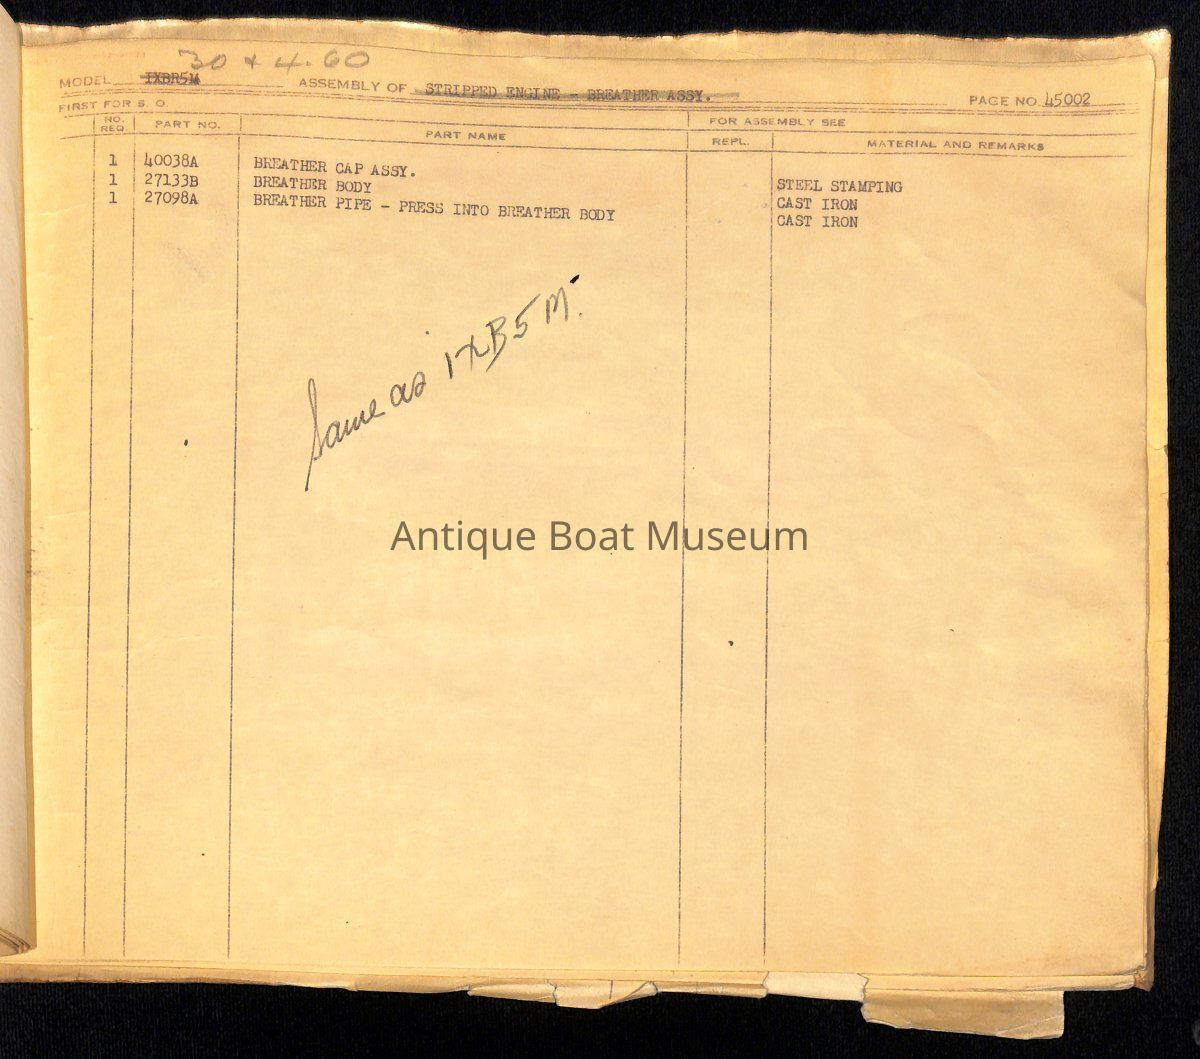 30 & 4.60
MODEL IXBR5M ASSEMBLY OF STRIPPED ENGINE - BREATHER ASSY. PAGE NO. 45002
FIRST FOR S. O.
NO. REQ PART NO. PART NAME FOR ASSEMBLY SEE
REPL. MATERIAL AND REMARKS
1 40038A BREATHER CAP ASSY. STEEL STAMPING
1 27133B BREATHER BODY CAST IRON
1 27098A BREATHER PIPE - PRESS INTO BREATHER BODY CAST IRON
Same as IXB5M.
Antique Boat Museum